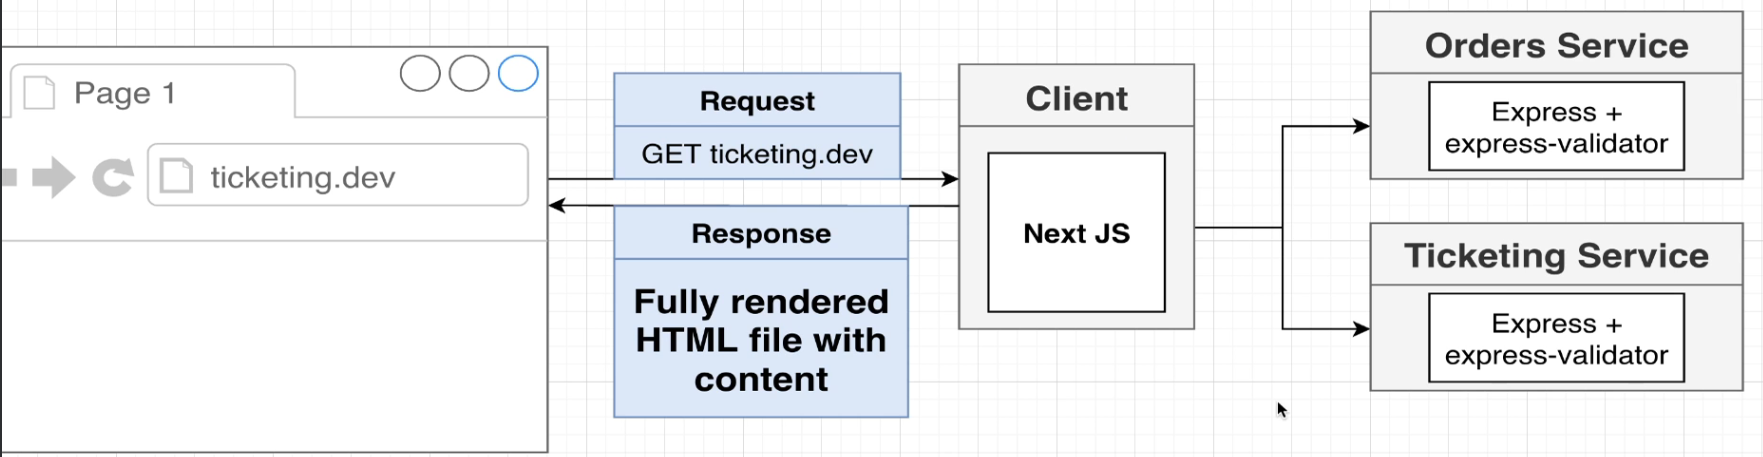 Page 1
ticketing.dev
Request
GET ticketing.dev
Response
Fully rendered
HTML file with
content
Client
Next JS
Orders Service
Express +
express-validator
Ticketing Service
Express +
express-validator